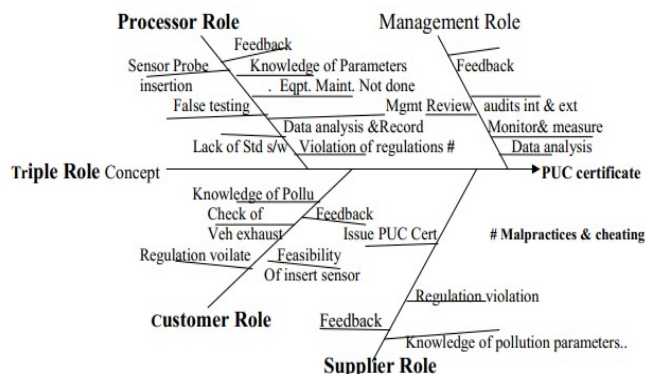 Processor Role
Management Role
Feedback
Feedback
Sensor Probe
insertion
Knowledge of Parameters
. Eqpt. Maint. Not done
False testing
Mgmt Review audits int & ext
Data analysis &Record
Monitor& measure
Lack of Std s/w
Violation of regulations #
Data analysis
Triple Role Concept
PUC certificate
Knowledge of Pollu
Check of
Veh exhaust
Feedback
Issue PUC Cert
# Malpractices & cheating
Regulation voilate
Feasibility
Of insert sensor
Regulation violation
Customer Role
Feedback
Knowledge of pollution parameters..
Supplier Role